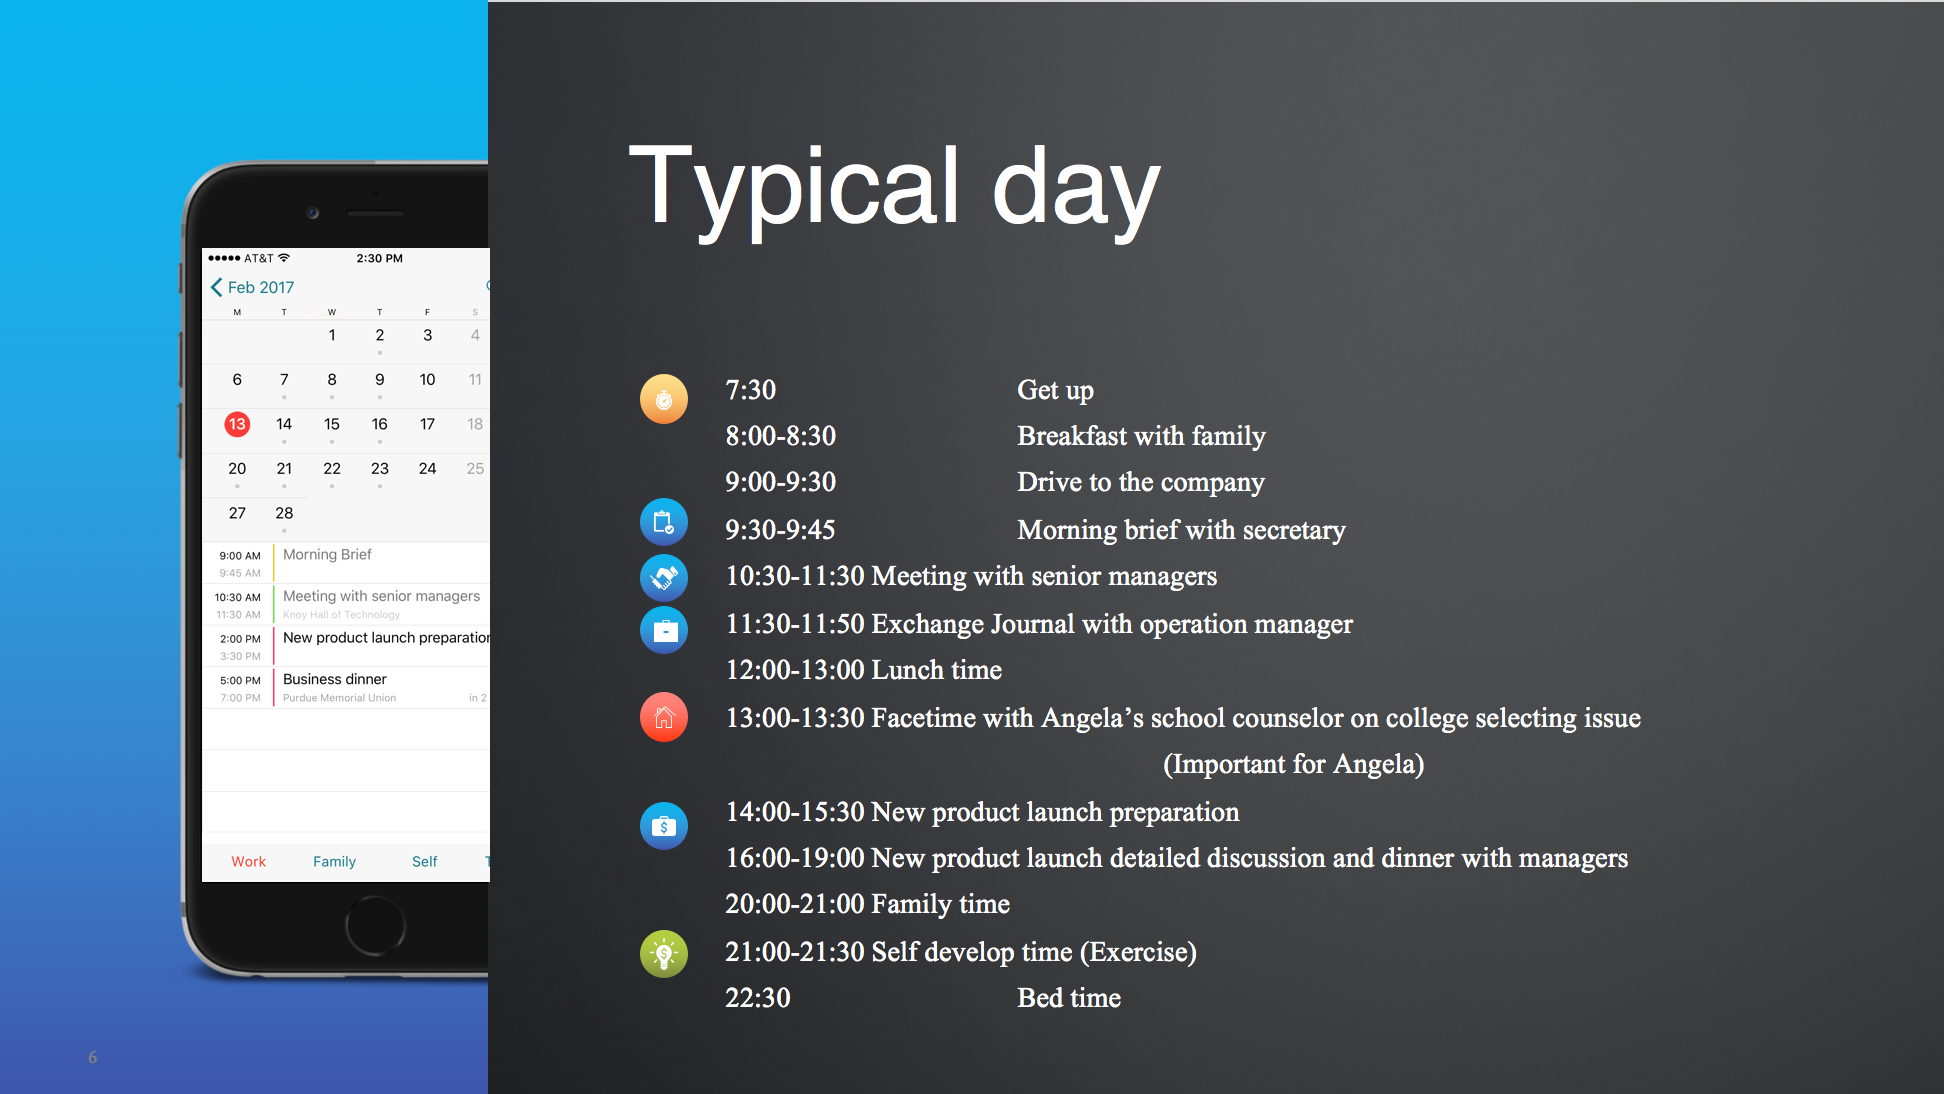 Typical day
●●●●● AT&T 2:30 PM
Feb 2017
M T W T F S
1 2 3 4
6 7 8 9 10 11
13 14 15 16 17 18
20 21 22 23 24 25
27 28
9:00 AM Morning Brief
9:45 AM
10:30 AM Meeting with senior managers
11:30 AM Knoy Hall of Technology
2:00 PM New product launch preparation
3:30 PM
5:00 PM Business dinner
7:00 PM Purdue Memorial Union in 2
Work Family Self T
7:30 Get up
8:00-8:30 Breakfast with family
9:00-9:30 Drive to the company
9:30-9:45 Morning brief with secretary
10:30-11:30 Meeting with senior managers
11:30-11:50 Exchange Journal with operation manager
12:00-13:00 Lunch time
13:00-13:30 Facetime with Angela’s school counselor on college selecting issue
(Important for Angela)
14:00-15:30 New product launch preparation
16:00-19:00 New product launch detailed discussion and dinner with managers
20:00-21:00 Family time
21:00-21:30 Self develop time (Exercise)
22:30 Bed time
6